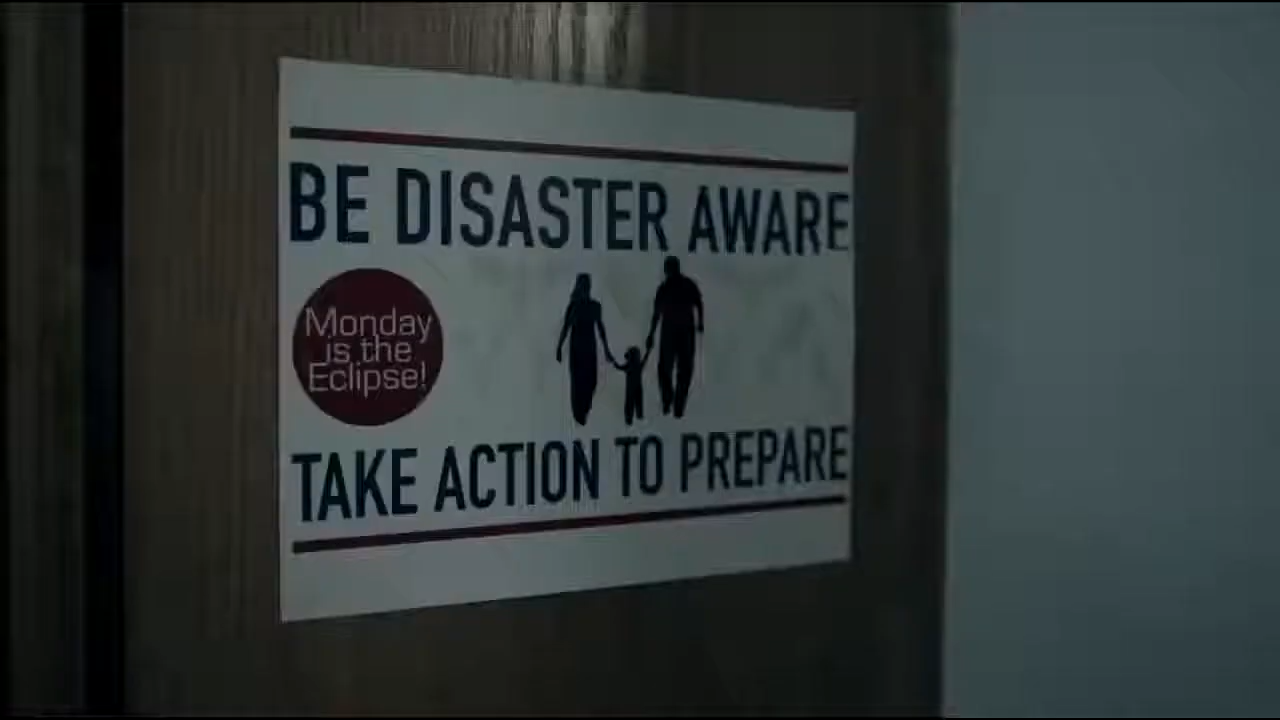 BE DISASTER AWARE
Monday
is the
Eclipse!
TAKE ACTION TO PREPARE